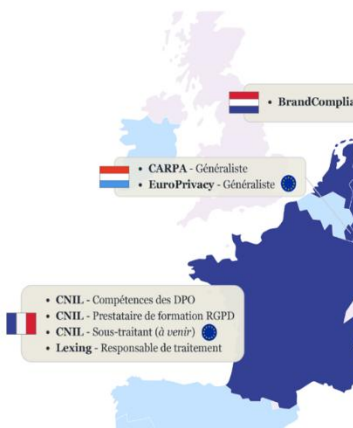 • CARPA - Généraliste
• EuroPrivacy - Généraliste
• CNIL - Compétences des DPO
• CNIL - Prestataire de formation RGPD
• CNIL - Sous-traitant (à venir)
• Lexing - Responsable de traitement